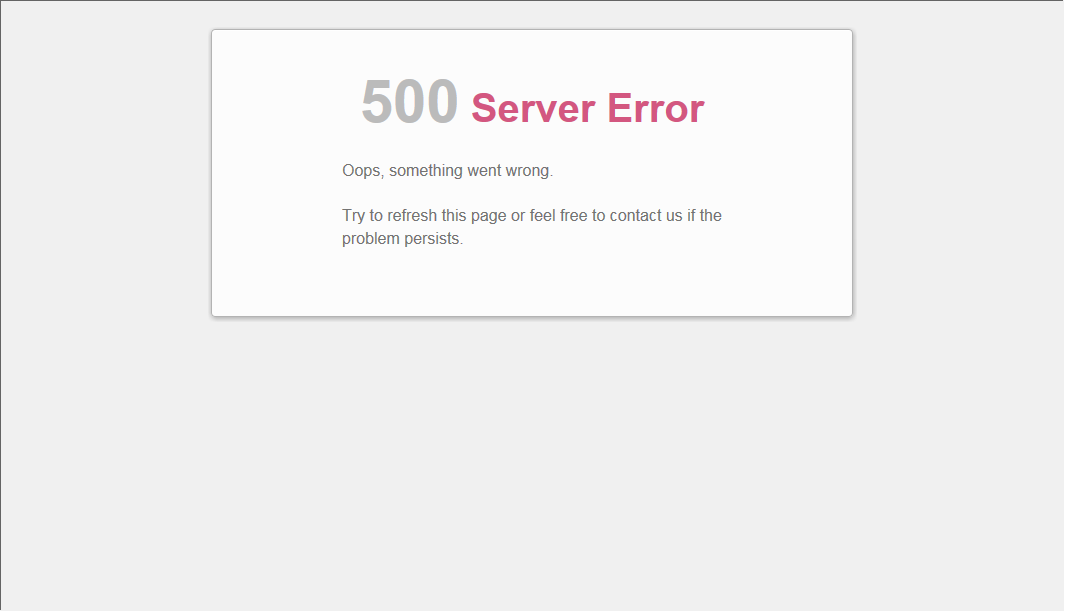 500 Server Error
Oops, something went wrong.
Try to refresh this page or feel free to contact us if the
problem persists.